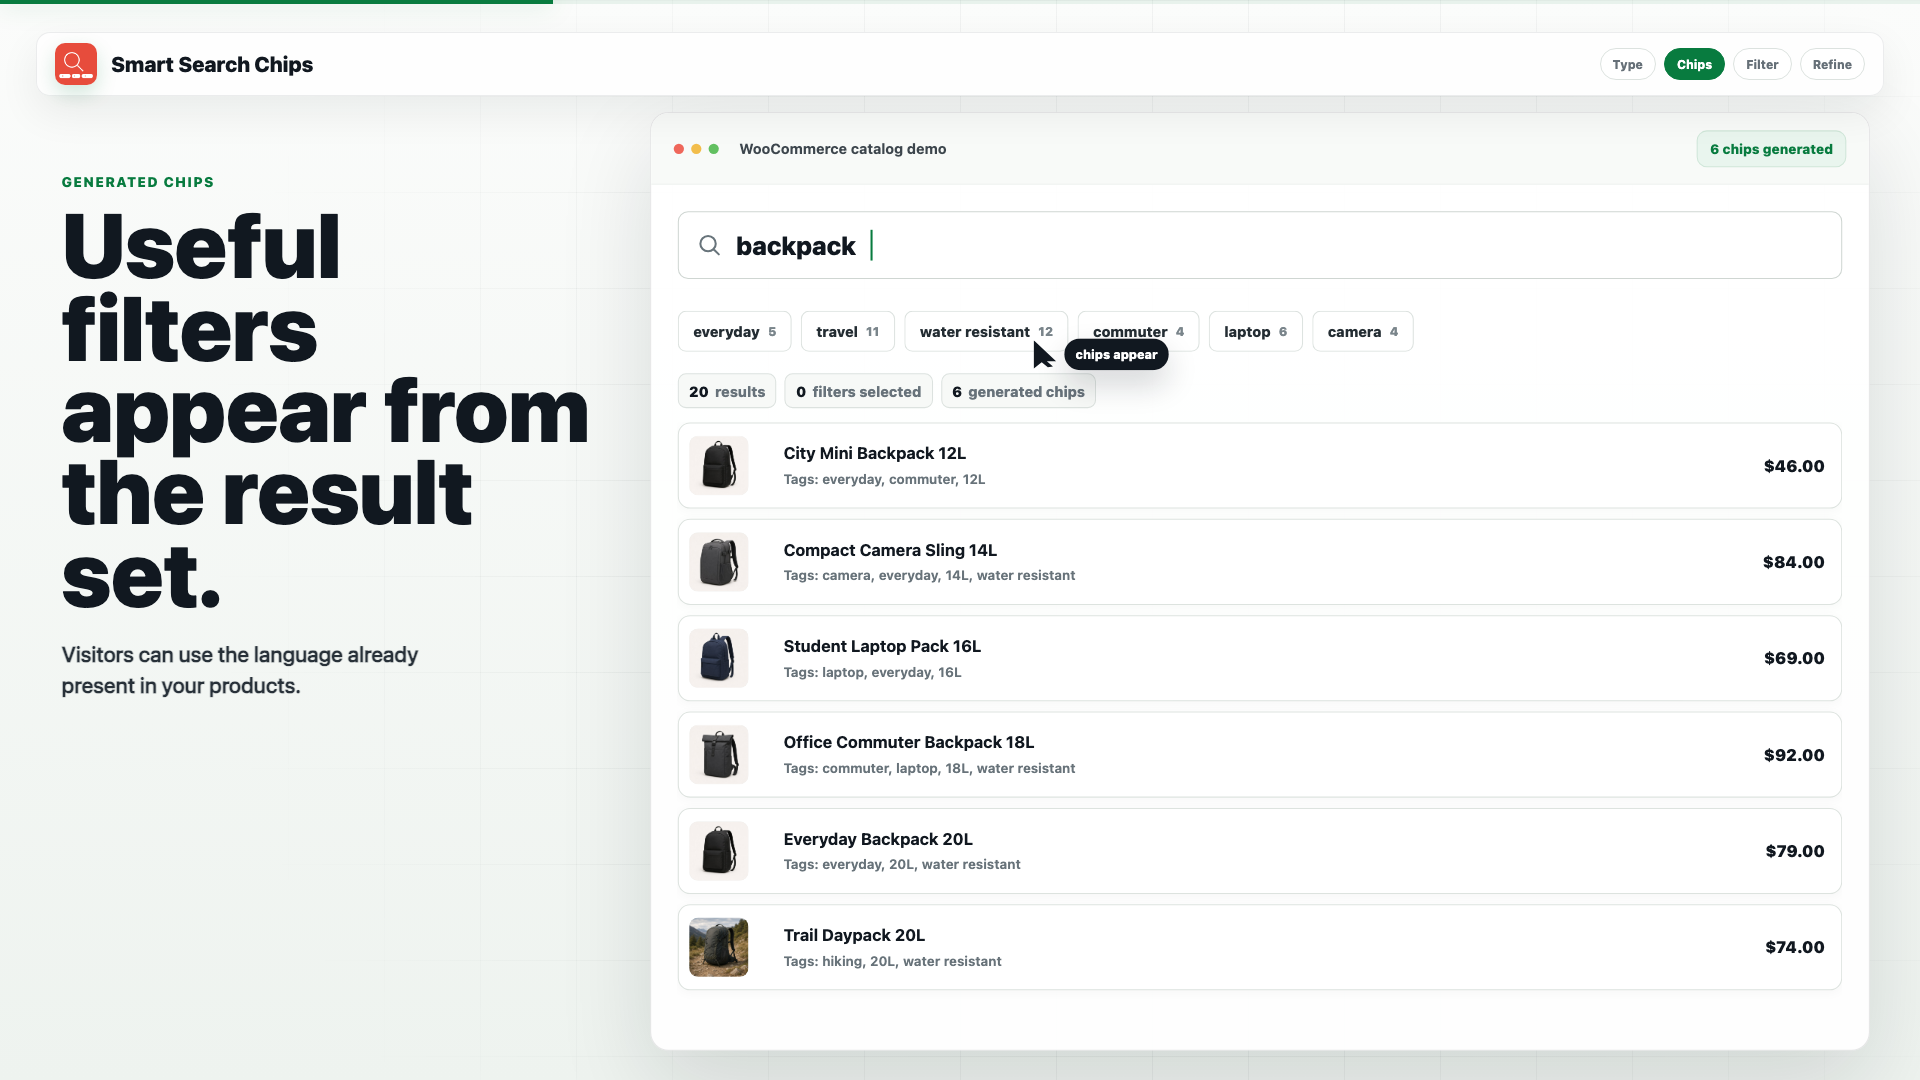 Smart Search Chips
Type
Chips
Filter
Refine
GENERATED CHIPS
Useful
filters
appear from
the result
set.
Visitors can use the language already
present in your products.
WooCommerce catalog demo
6 chips generated
backpack
everyday 5
travel 11
water resistant 12
commuter 4
laptop 6
camera 4
chips appear
20 results
0 filters selected
6 generated chips
City Mini Backpack 12L
Tags: everyday, commuter, 12L
$46.00
Compact Camera Sling 14L
Tags: camera, everyday, 14L, water resistant
$84.00
Student Laptop Pack 16L
Tags: laptop, everyday, 16L
$69.00
Office Commuter Backpack 18L
Tags: commuter, laptop, 18L, water resistant
$92.00
Everyday Backpack 20L
Tags: everyday, 20L, water resistant
$79.00
Trail Daypack 20L
Tags: hiking, 20L, water resistant
$74.00